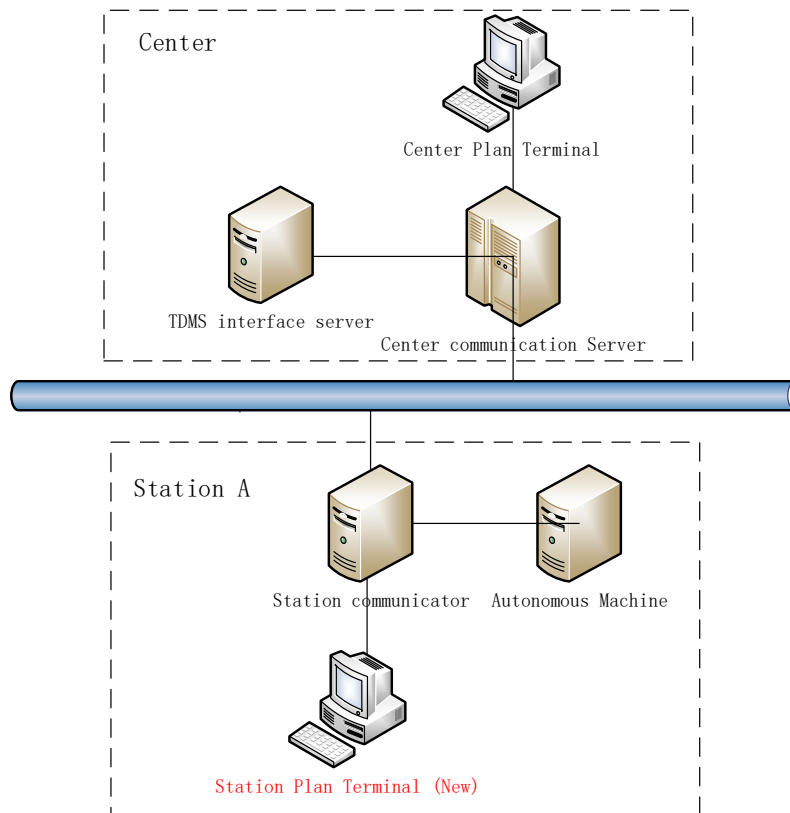 Center
Center Plan Terminal
TDMS interface server
Center communication Server
Station A
Station communicator
Autonomous Machine
Station Plan Terminal (New)